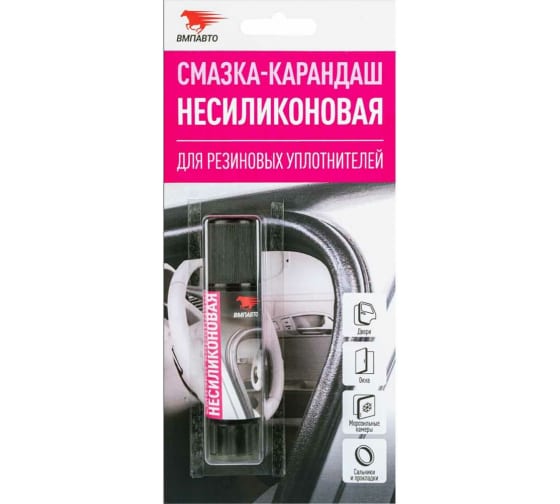 ВМПАВТО
СМАЗКА-КАРАНДАШ
НЕСИЛИКОНОВАЯ
ДЛЯ РЕЗИНОВЫХ УПЛОТНИТЕЛЕЙ
ВМПАВТО
НЕСИЛИКОНОВАЯ
Двери
Окна
Морозильные
камеры
Сальники
и прокладки